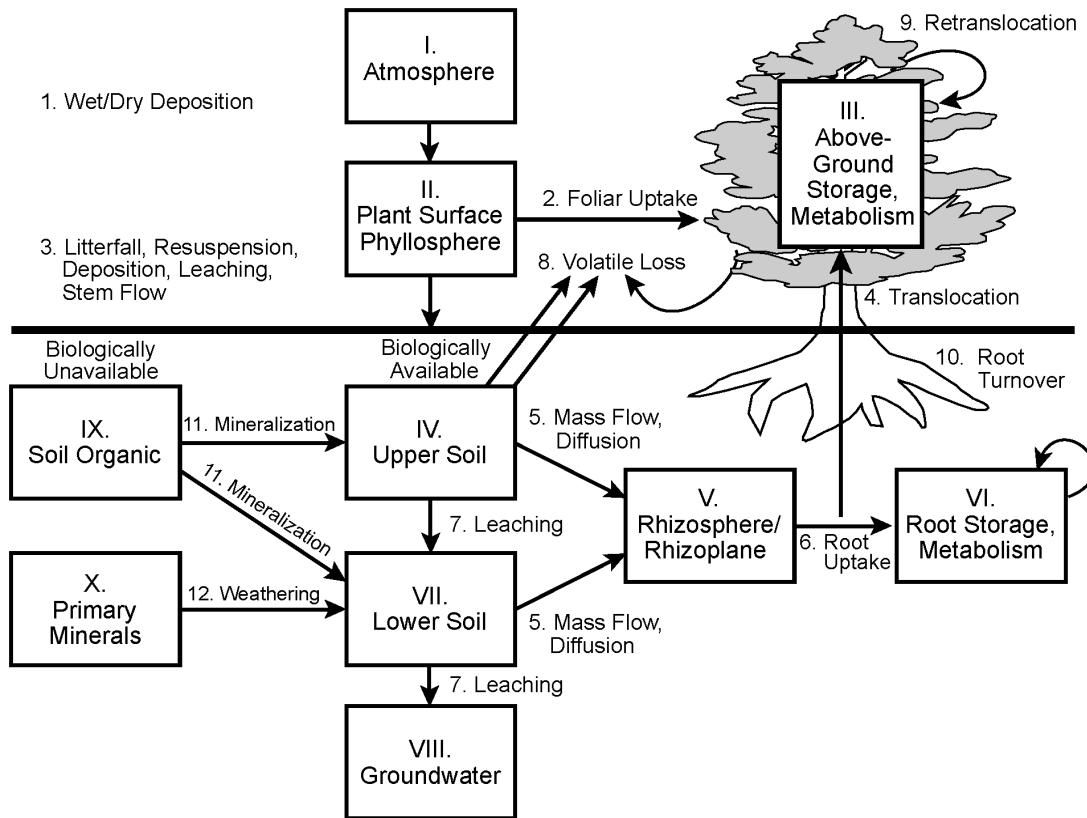 I.
Atmosphere
9. Retranslocation
1. Wet/Dry Deposition
III.
Above-
Ground
Storage,
Metabolism
II.
Plant Surface
Phyllosphere
2. Foliar Uptake
3. Litterfall, Resuspension,
Deposition, Leaching,
Stem Flow
8. Volatile Loss
4. Translocation
Biologically
Unavailable
Biologically
Available
10. Root
Turnover
IX.
Soil Organic
11. Mineralization
IV.
Upper Soil
5. Mass Flow,
Diffusion
11. Mineralization
7. Leaching
V.
Rhizosphere/
Rhizoplane
6. Root
Uptake
VI.
Root Storage,
Metabolism
X.
Primary
Minerals
12. Weathering
VII.
Lower Soil
5. Mass Flow,
Diffusion
7. Leaching
VIII.
Groundwater